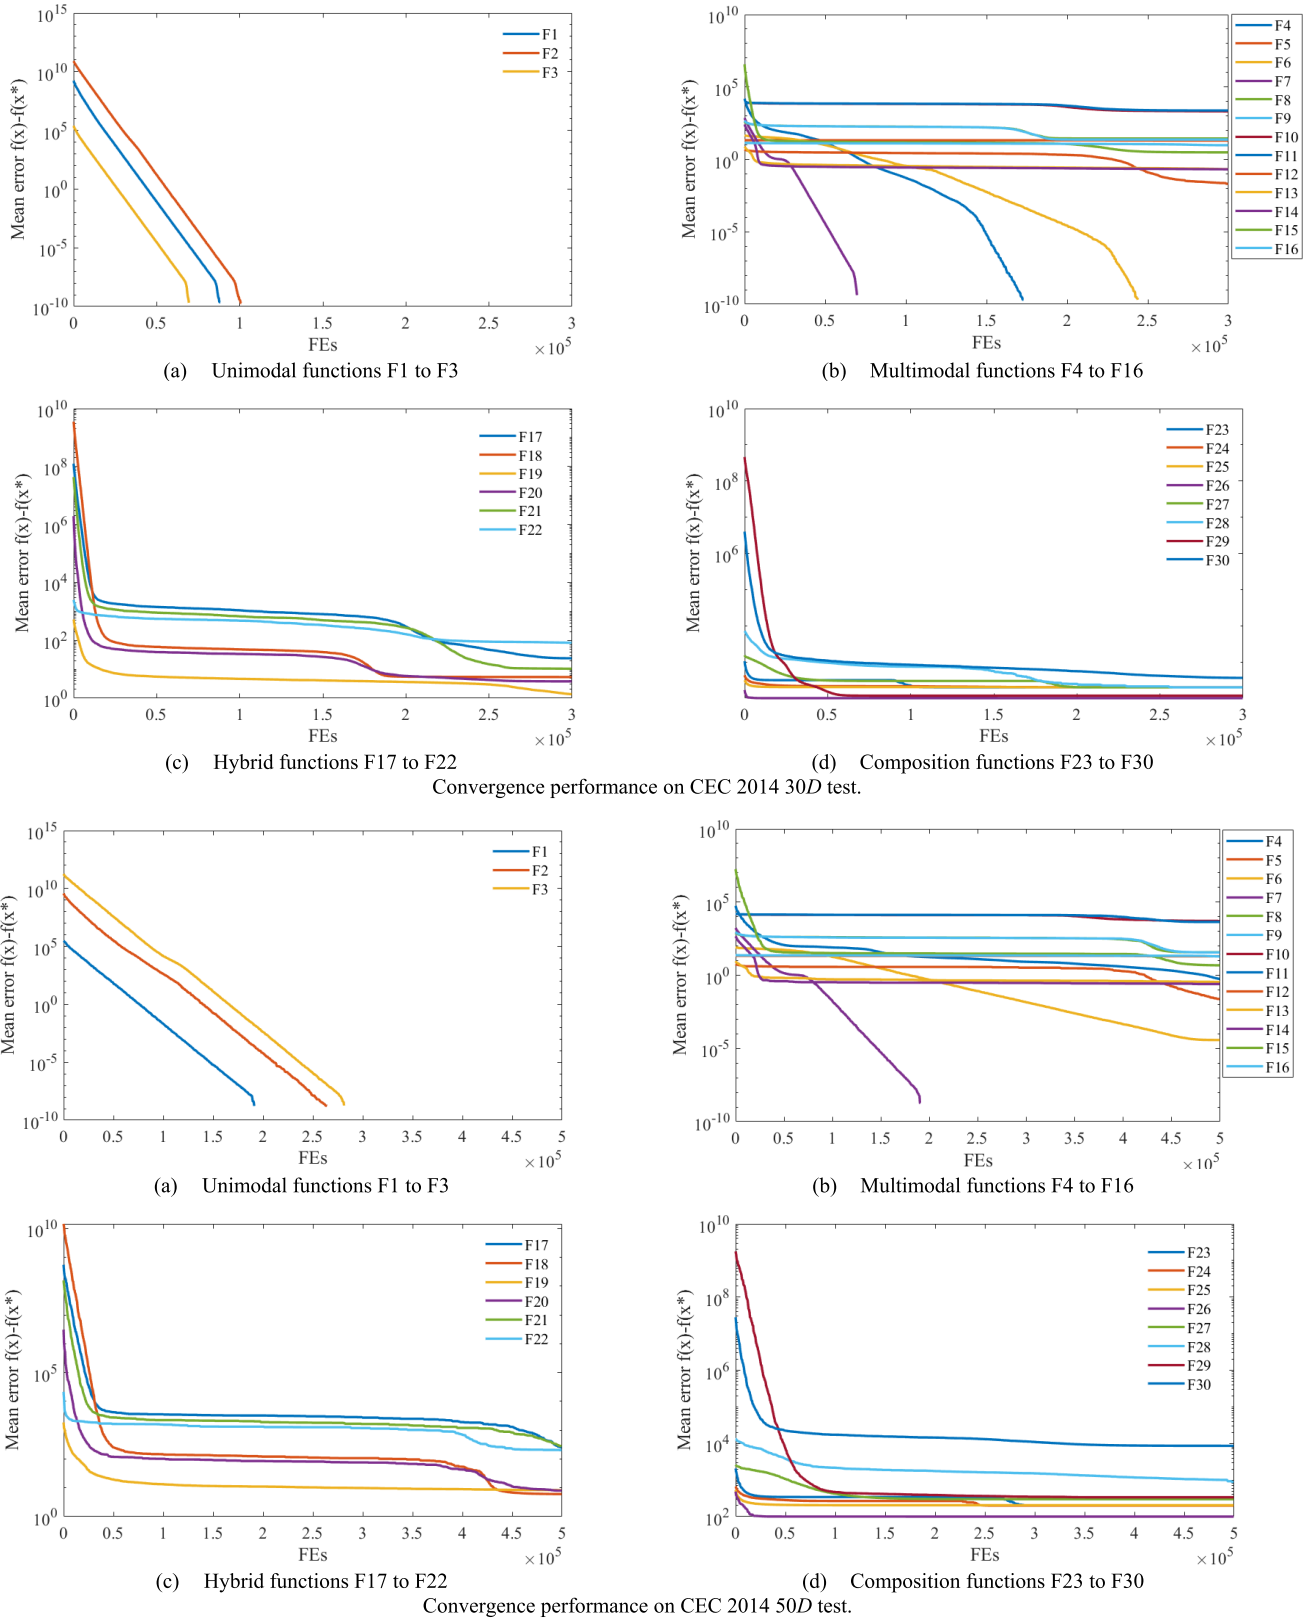 10^15
10^10
10^5
10^0
10^-5
10^-10
Mean error f(x)-f(x*)
F1
F2
F3
0 0.5 1 1.5 2 2.5 3
FEs
×10^5
(a) Unimodal functions F1 to F3
10^10
10^5
10^0
10^-5
10^-10
Mean error f(x)-f(x*)
F4
F5
F6
F7
F8
F9
F10
F11
F12
F13
F14
F15
F16
0 0.5 1 1.5 2 2.5 3
FEs
×10^5
(b) Multimodal functions F4 to F16
10^10
10^8
10^6
10^4
10^2
10^0
Mean error f(x)-f(x*)
F17
F18
F19
F20
F21
F22
0 0.5 1 1.5 2 2.5 3
FEs
×10^5
(c) Hybrid functions F17 to F22
10^10
10^8
10^6
Mean error f(x)-f(x*)
F23
F24
F25
F26
F27
F28
F29
F30
0 0.5 1 1.5 2 2.5 3
FEs
×10^5
(d) Composition functions F23 to F30
Convergence performance on CEC 2014 30D test.
10^15
10^10
10^5
10^0
10^-5
10^-10
Mean error f(x)-f(x*)
F1
F2
F3
0 0.5 1 1.5 2 2.5 3 3.5 4 4.5 5
FEs
×10^5
(a) Unimodal functions F1 to F3
10^10
10^5
10^0
10^-5
10^-10
Mean error f(x)-f(x*)
F4
F5
F6
F7
F8
F9
F10
F11
F12
F13
F14
F15
F16
0 0.5 1 1.5 2 2.5 3 3.5 4 4.5 5
FEs
×10^5
(b) Multimodal functions F4 to F16
10^10
10^5
10^0
Mean error f(x)-f(x*)
F17
F18
F19
F20
F21
F22
0 0.5 1 1.5 2 2.5 3 3.5 4 4.5 5
FEs
×10^5
(c) Hybrid functions F17 to F22
10^10
10^8
10^6
10^4
10^2
Mean error f(x)-f(x*)
F23
F24
F25
F26
F27
F28
F29
F30
0 0.5 1 1.5 2 2.5 3 3.5 4 4.5 5
FEs
×10^5
(d) Composition functions F23 to F30
Convergence performance on CEC 2014 50D test.